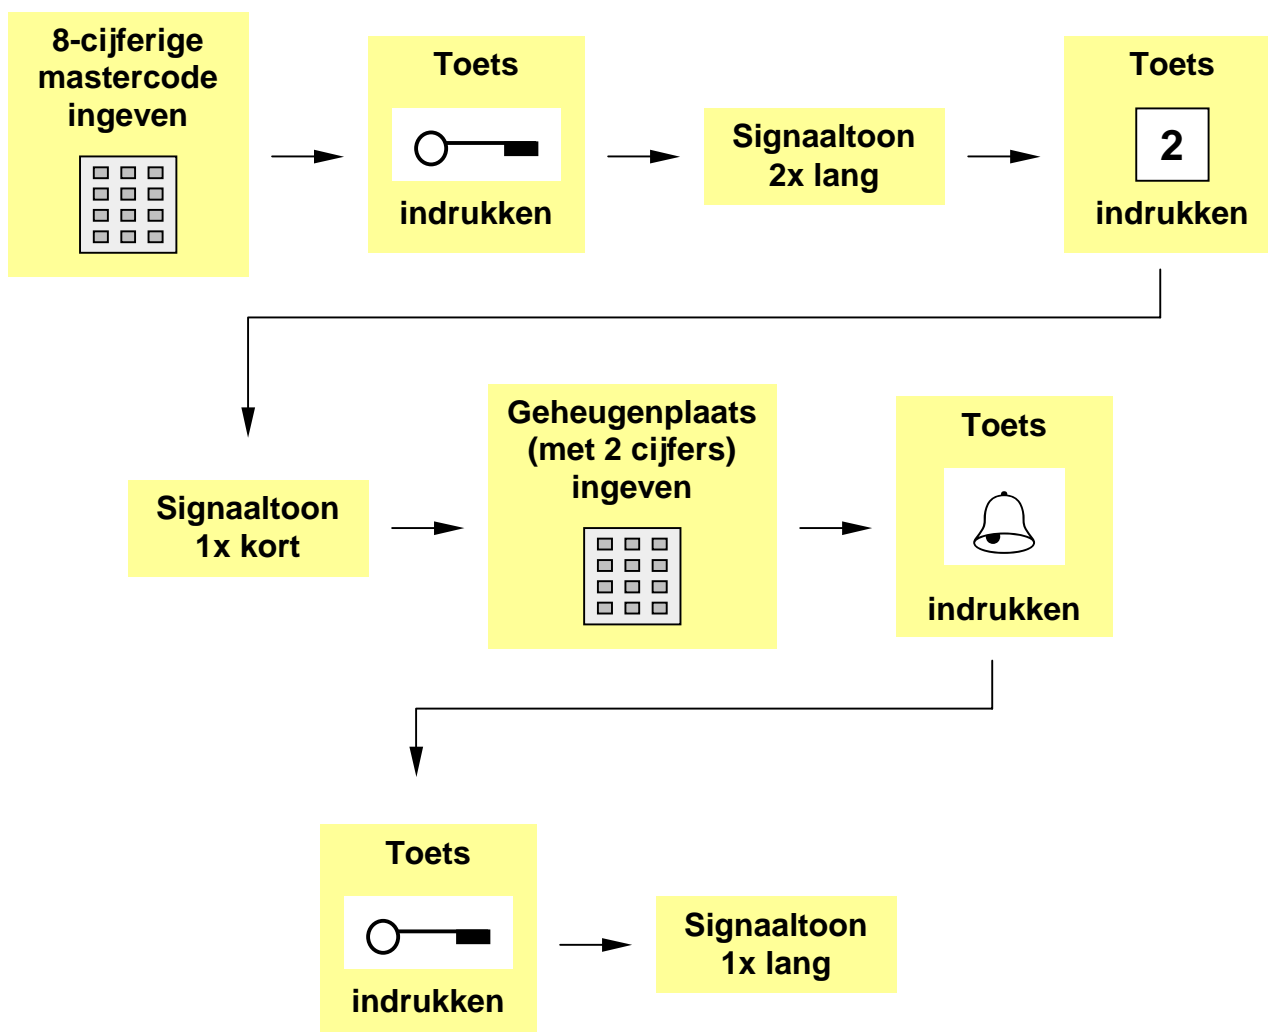 8-cijferige
mastercode
ingeven
Toets
indrukken
Signaaltoon
2x lang
Toets
2
indrukken
Signaaltoon
1x kort
Geheugenplaats
(met 2 cijfers)
ingeven
Toets
indrukken
Toets
indrukken
Signaaltoon
1x lang